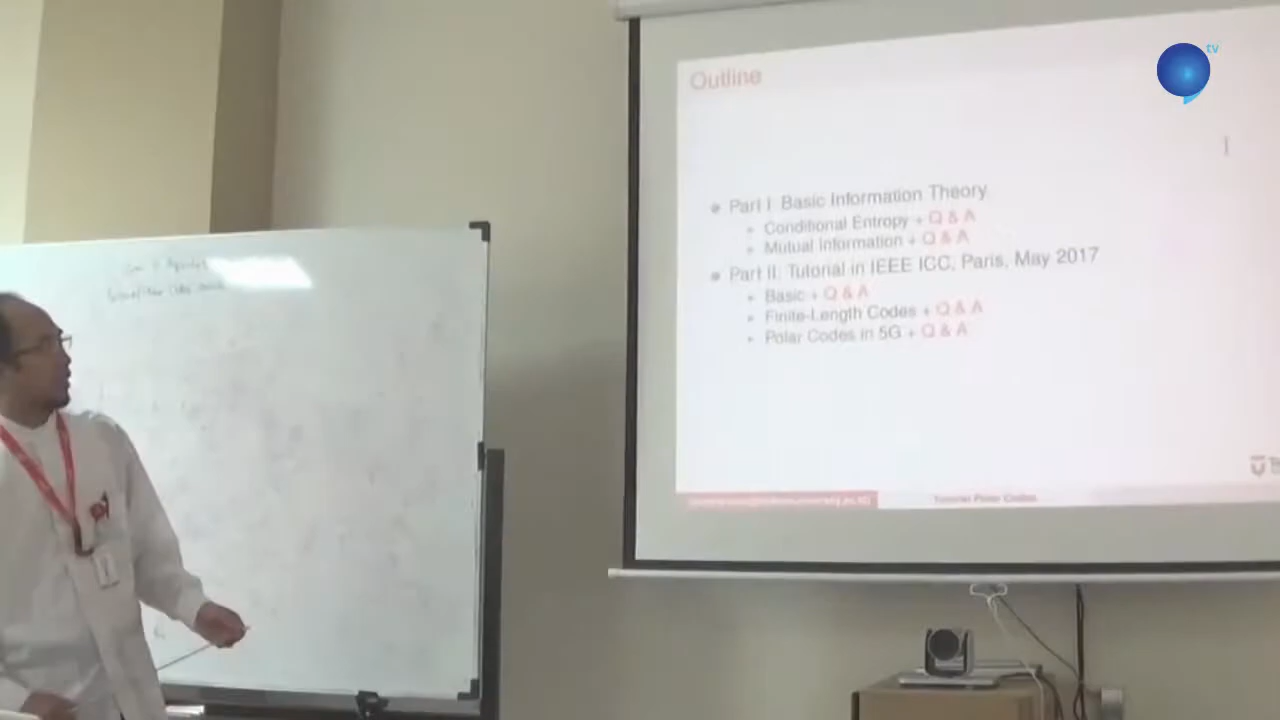 tv
Outline
Part I: Basic Information Theory
Conditional Entropy + Q & A
Mutual Information + Q & A
Part II: Tutorial in IEEE ICC, Paris, May 2017
Basic + Q & A
Finite-Length Codes + Q & A
Polar Codes in 5G + Q & A
Tutorial Polar Codes